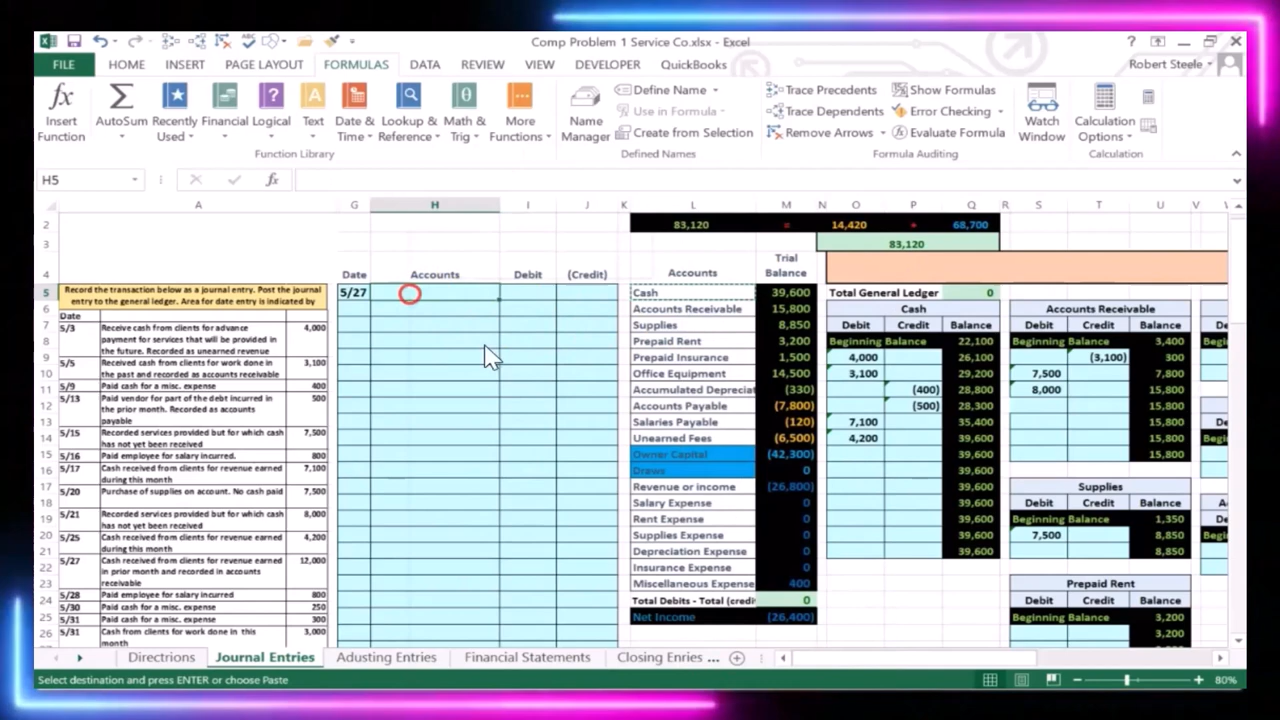 Comp Problem 1 Service Co.xlsx - Excel
?
FILE HOME INSERT PAGE LAYOUT FORMULAS DATA REVIEW VIEW DEVELOPER QuickBooks Robert Steele
Insert Function
AutoSum
Recently Used
Financial
Logical
Text
Date & Time
Lookup & Reference
Math & Trig
More Functions
Function Library
Name Manager
Define Name
Use in Formula
Create from Selection
Defined Names
Trace Precedents
Trace Dependents
Remove Arrows
Show Formulas
Error Checking
Evaluate Formula
Formula Auditing
Watch Window
Calculation Options
Calculation
H5 fx
A G H I J K L M N O P Q R S T U V
2 83,120 = 14,420 + 68,700
3 83,120
4 Date Accounts Debit (Credit) Accounts Trial Balance
5 Record the transaction below as a journal entry. Post the journal entry to the general ledger. Area for date entry is indicated by
5/27
6 Date
7 5/3 Receive cash from clients for advance payment for services that will be provided in the future. Recorded as unearned revenue 4,000
8
9 5/5 Received cash from clients for work done in the past and recorded as accounts receivable 3,100
10
11 5/9 Paid cash for a misc. expense 400
12 5/13 Paid vendor for part of the debt incurred in the prior month. Recorded as accounts payable 500
13
14 5/15 Recorded services provided but for which cash has not yet been received 7,500
15 5/16 Paid employee for salary incurred. 800
16 5/17 Cash received from clients for revenue earned during this month 7,100
17 5/20 Purchase of supplies on account. No cash paid 7,500
18
19 5/21 Recorded services provided but for which cash has not yet been received 8,000
20 5/25 Cash received from clients for revenue earned during this month 4,200
21
22 5/27 Cash received from clients for revenue earned in prior month and recorded in accounts receivable 12,000
23
24 5/28 Paid employee for salary incurred 800
5/30 Paid cash for a misc. expense 250
25 5/31 Paid cash for a misc. expense 300
26 5/31 Cash from clients for work done in this month 3,000
Cash 39,600
Accounts Receivable 15,800
Supplies 8,850
Prepaid Rent 3,200
Prepaid Insurance 1,500
Office Equipment 14,500
Accumulated Depreciat (330)
Accounts Payable (7,800)
Salaries Payable (120)
Unearned Fees (6,500)
Owner Capital (42,300)
Draws 0
Revenue or income (26,800)
Salary Expense 0
Rent Expense 0
Supplies Expense 0
Depreciation Expense 0
Insurance Expense 0
Miscellaneous Expense 400
Total Debits - Total (credit 0
Net Income (26,400)
Total General Ledger 0
Cash
Debit Credit Balance
Beginning Balance 22,100
4,000 26,100
3,100 29,200
(400) 28,800
(500) 28,300
7,100 35,400
4,200 39,600
39,600
39,600
39,600
39,600
39,600
39,600
39,600
Accounts Receivable
Debit Credit Balance
Beginning Balance 3,400
(3,100) 300
7,500 7,800
8,000 15,800
15,800
15,800
15,800
15,800
Supplies
Debit Credit Balance
Beginning Balance 1,350
7,500 8,850
8,850
Prepaid Rent
Debit Credit Balance
Beginning Balance 3,200
3,200
Directions Journal Entries Adusting Entries Financial Statements Closing Enries ...
Select destination and press ENTER or choose Paste 80%